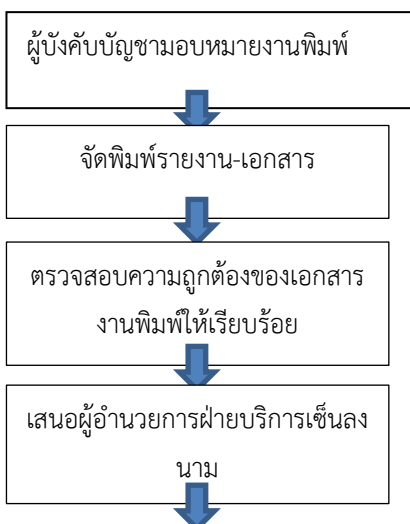 ผู้บังคับบัญชามอบหมายงานพิมพ์
จัดพิมพ์รายงาน-เอกสาร
ตรวจสอบความถูกต้องของเอกสาร
งานพิมพ์ให้เรียบร้อย
เสนอผู้อำนวยการฝ่ายบริการเซ็นลง
นาม